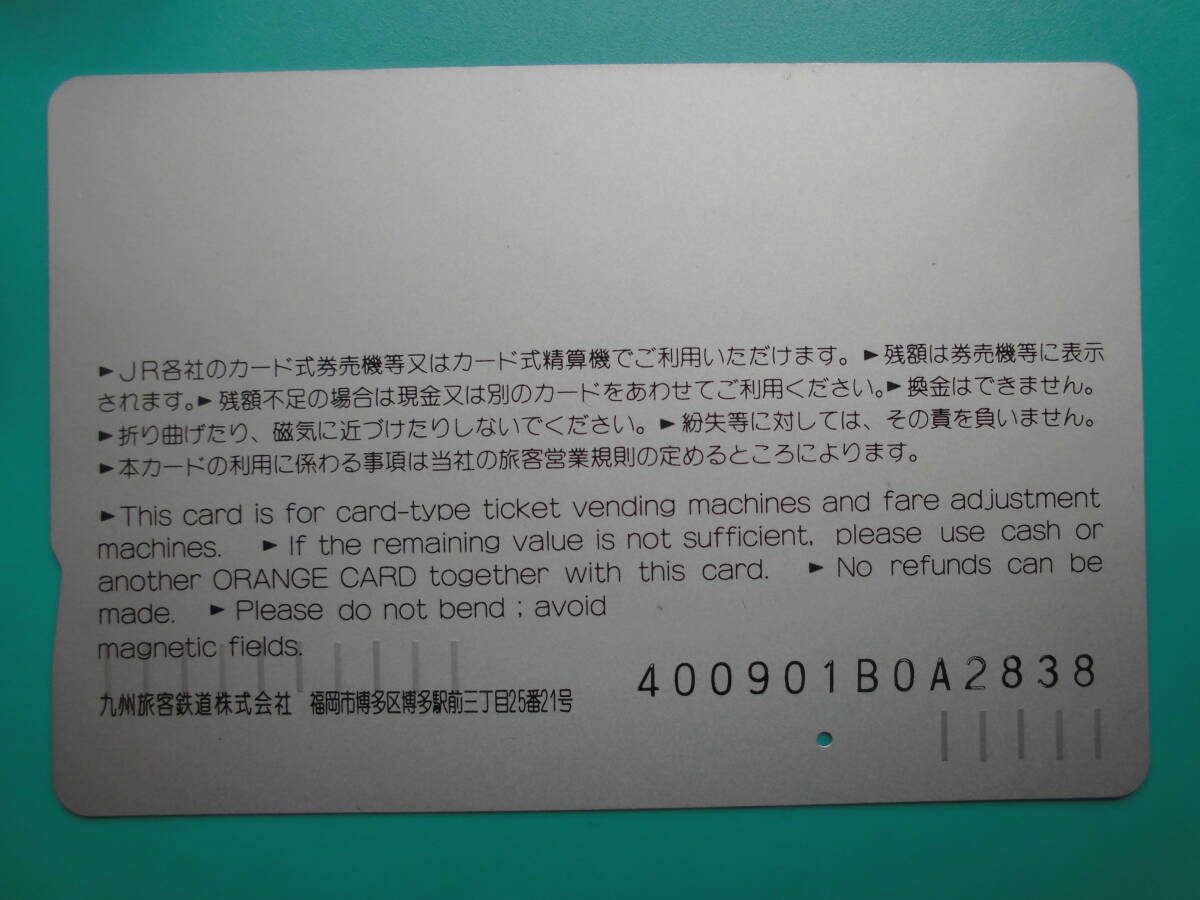 ►JR各社のカード式券売機等又はカード式精算機でご利用いただけます。►残額は券売機等に表示
されます。►残額不足の場合は現金又は別のカードをあわせてご利用ください。►換金はできません。
►折り曲げたり、磁気に近づけたりしないでください。►紛失等に対しては、その責を負いません。
►本カードの利用に係わる事項は当社の旅客営業規則の定めるところによります。
►This card is for card-type ticket vending machines and fare adjustment
machines. ►If the remaining value is not sufficient, please use cash or
another ORANGE CARD together with this card. ►No refunds can be
made. ►Please do not bend ; avoid
magnetic fields.
400901B0A2838
九州旅客鉄道株式会社 福岡市博多区博多駅前三丁目25番21号